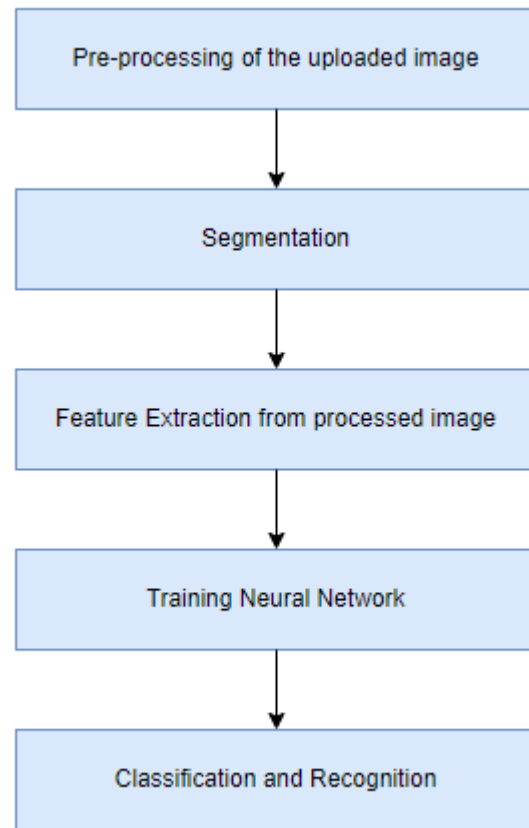 Pre-processing of the uploaded image
Segmentation
Feature Extraction from processed image
Training Neural Network
Classification and Recognition